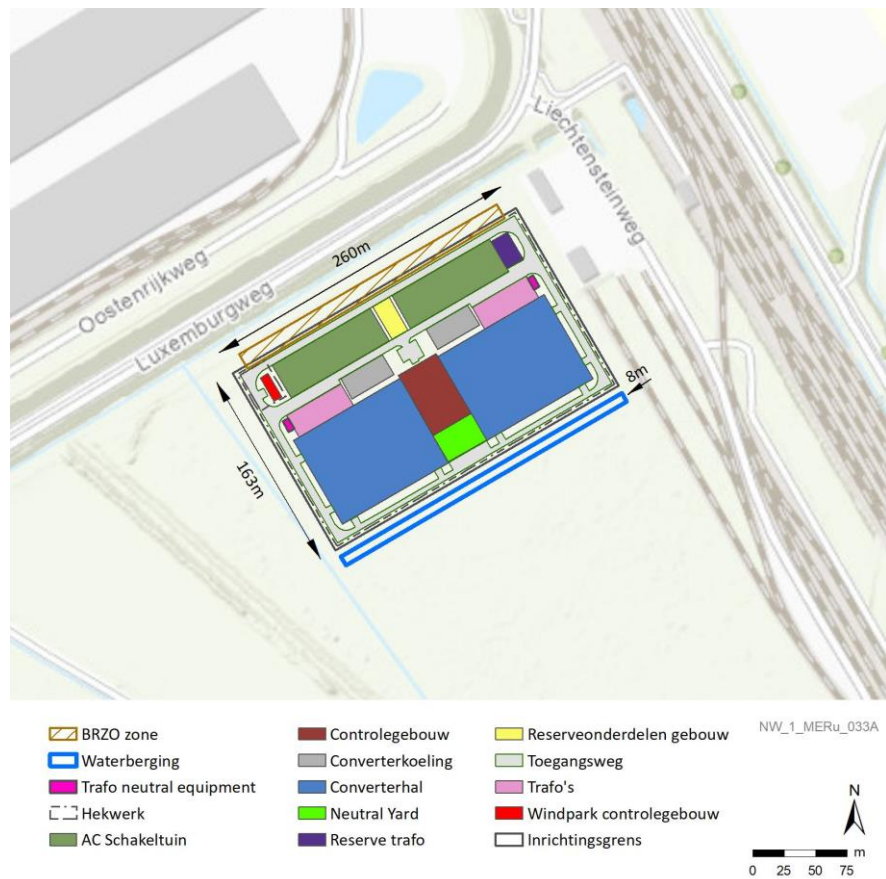 Liechtensteinweg
260m
Oostenrijkweg
Luxemburgweg
8m
163m
BRZO zone
Waterberging
Trafo neutral equipment
Hekwerk
AC Schakeltuin
Controlegebouw
Converterkoeling
Converterhal
Neutral Yard
Reserve trafo
Reserveonderdelen gebouw
Toegangsweg
Trafo's
Windpark controlegebouw
Inrichtingsgrens
NW_1_MERu_033A
N
m
0 25 50 75